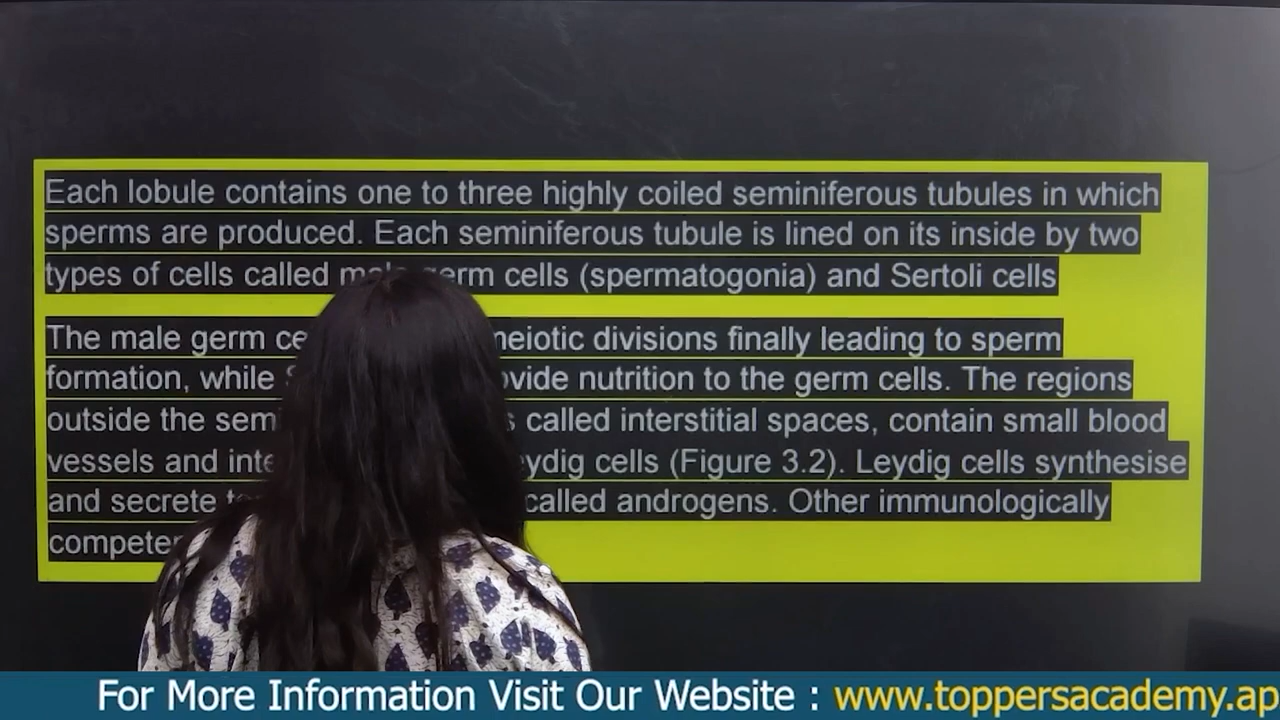 Each lobule contains one to three highly coiled seminiferous tubules in which
sperms are produced. Each seminiferous tubule is lined on its inside by two
types of cells called male germ cells (spermatogonia) and Sertoli cells
The male germ meiotic divisions finally leading to sperm
formation, while provide nutrition to the germ cells. The regions
outside the called interstitial spaces, contain small blood
vessels and Leydig cells (Figure 3.2). Leydig cells synthesise
and secrete called androgens. Other immunologically
For More Information Visit Our Website : www.toppersacademy.ap